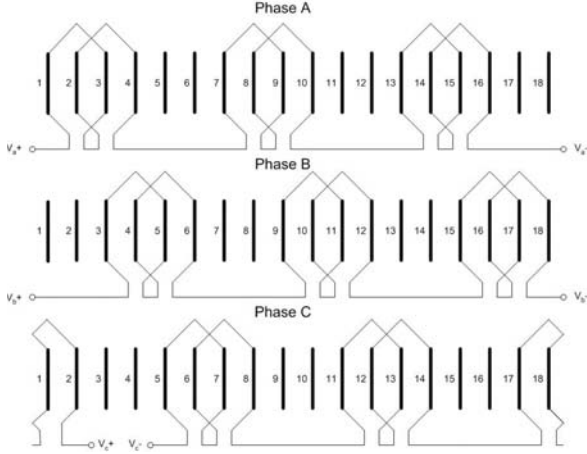 Phase A
1 2 3 4 5 6 7 8 9 10 11 12 13 14 15 16 17 18
Va+ Va-
Phase B
1 2 3 4 5 6 7 8 9 10 11 12 13 14 15 16 17 18
Vb+ Vb-
Phase C
1 2 3 4 5 6 7 8 9 10 11 12 13 14 15 16 17 18
Vc+ Vc-